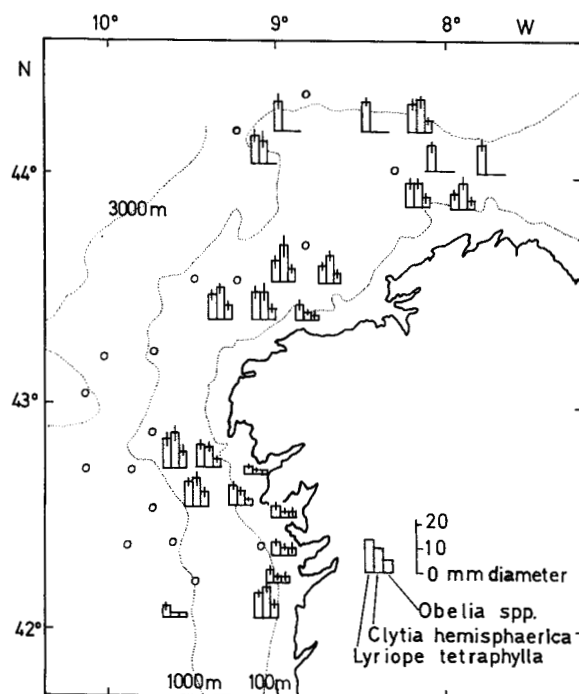 10° 9° 8° W
N
44°
3000m
43°
20
10
0 mm diameter
Obelia spp.
Clytia hemisphaerica
Lyriope tetraphylla
42°
1000m 100m